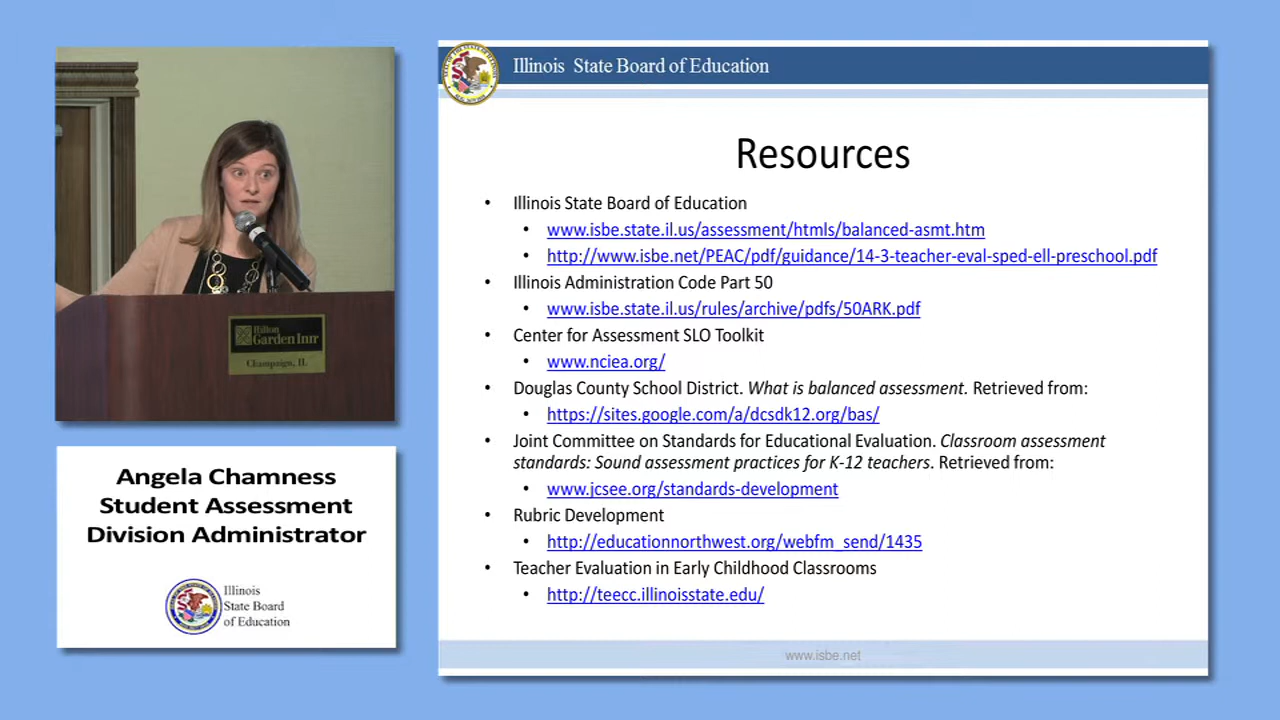 Hilton
Garden Inn
Champaign, IL
Angela Chamness
Student Assessment
Division Administrator
Illinois
State Board
of Education
Illinois State Board of Education
Resources
• Illinois State Board of Education
• www.isbe.state.il.us/assessment/htmls/balanced-asmt.htm
• http://www.isbe.net/PEAC/pdf/guidance/14-3-teacher-eval-sped-ell-preschool.pdf
• Illinois Administration Code Part 50
• www.isbe.state.il.us/rules/archive/pdfs/50ARK.pdf
• Center for Assessment SLO Toolkit
• www.nciea.org/
• Douglas County School District. What is balanced assessment. Retrieved from:
• https://sites.google.com/a/dcsdk12.org/bas/
• Joint Committee on Standards for Educational Evaluation. Classroom assessment
standards: Sound assessment practices for K-12 teachers. Retrieved from:
• www.jcsee.org/standards-development
• Rubric Development
• http://educationnorthwest.org/webfm_send/1435
• Teacher Evaluation in Early Childhood Classrooms
• http://teecc.illinoisstate.edu/
www.isbe.net